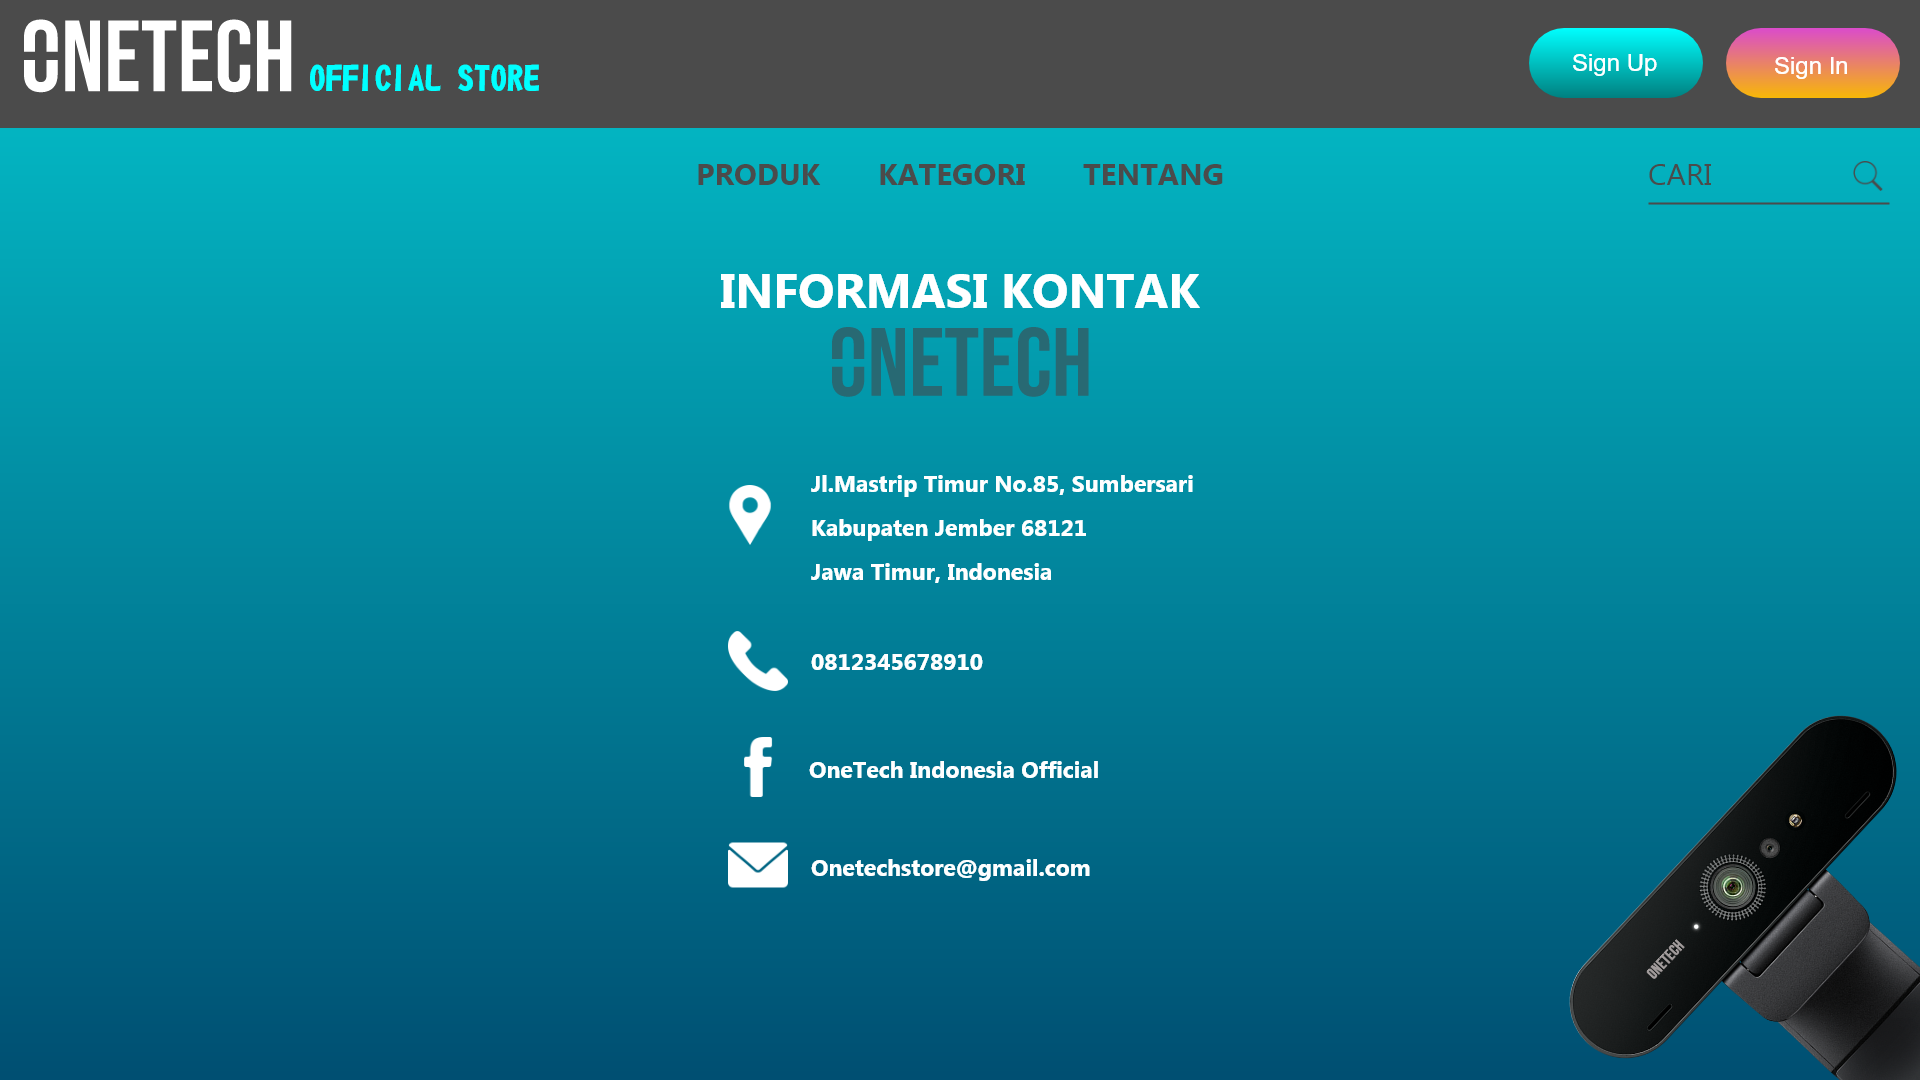 ONETECH OFFICIAL STORE
Sign Up
Sign In
PRODUK KATEGORI TENTANG
CARI
INFORMASI KONTAK
ONETECH
Jl.Mastrip Timur No.85, Sumbersari
Kabupaten Jember 68121
Jawa Timur, Indonesia
0812345678910
OneTech Indonesia Official
Onetechstore@gmail.com
ONETECH